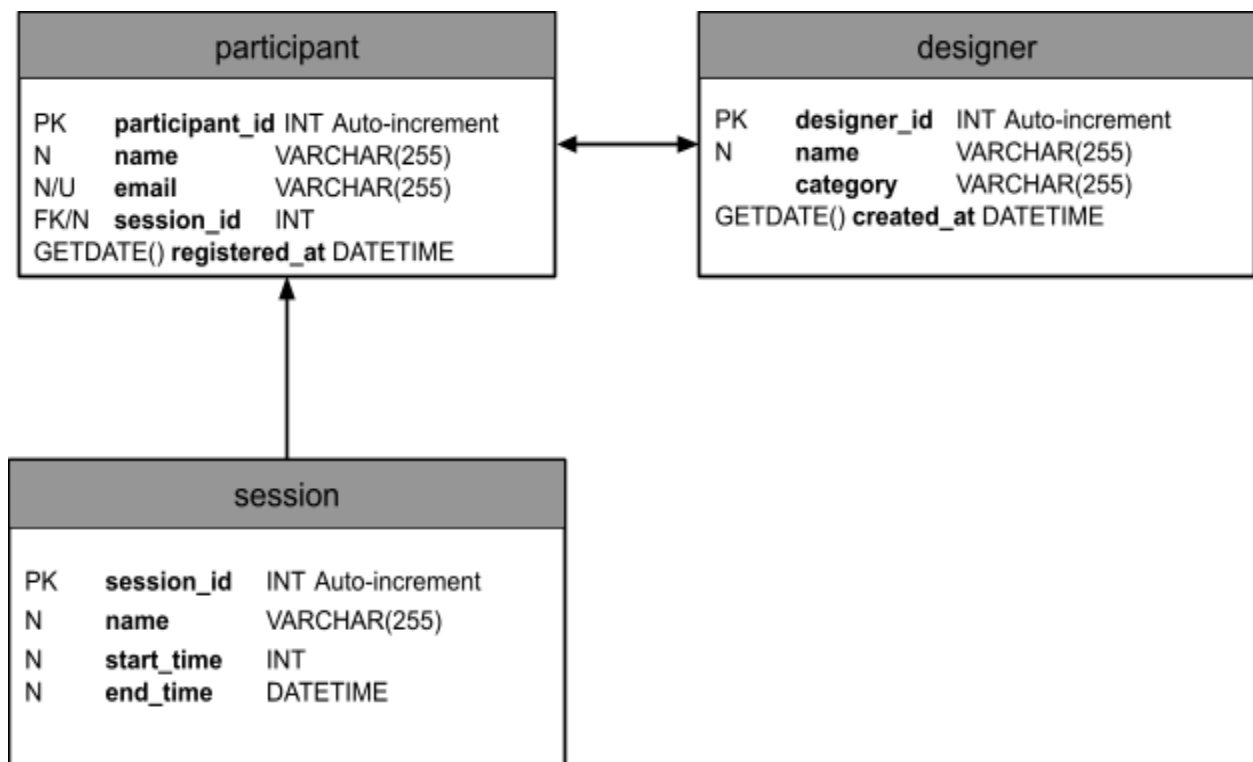 participant
PK participant_id INT Auto-increment
N name VARCHAR(255)
N/U email VARCHAR(255)
FK/N session_id INT
GETDATE() registered_at DATETIME
designer
PK designer_id INT Auto-increment
N name VARCHAR(255)
category VARCHAR(255)
GETDATE() created_at DATETIME
session
PK session_id INT Auto-increment
N name VARCHAR(255)
N start_time INT
N end_time DATETIME